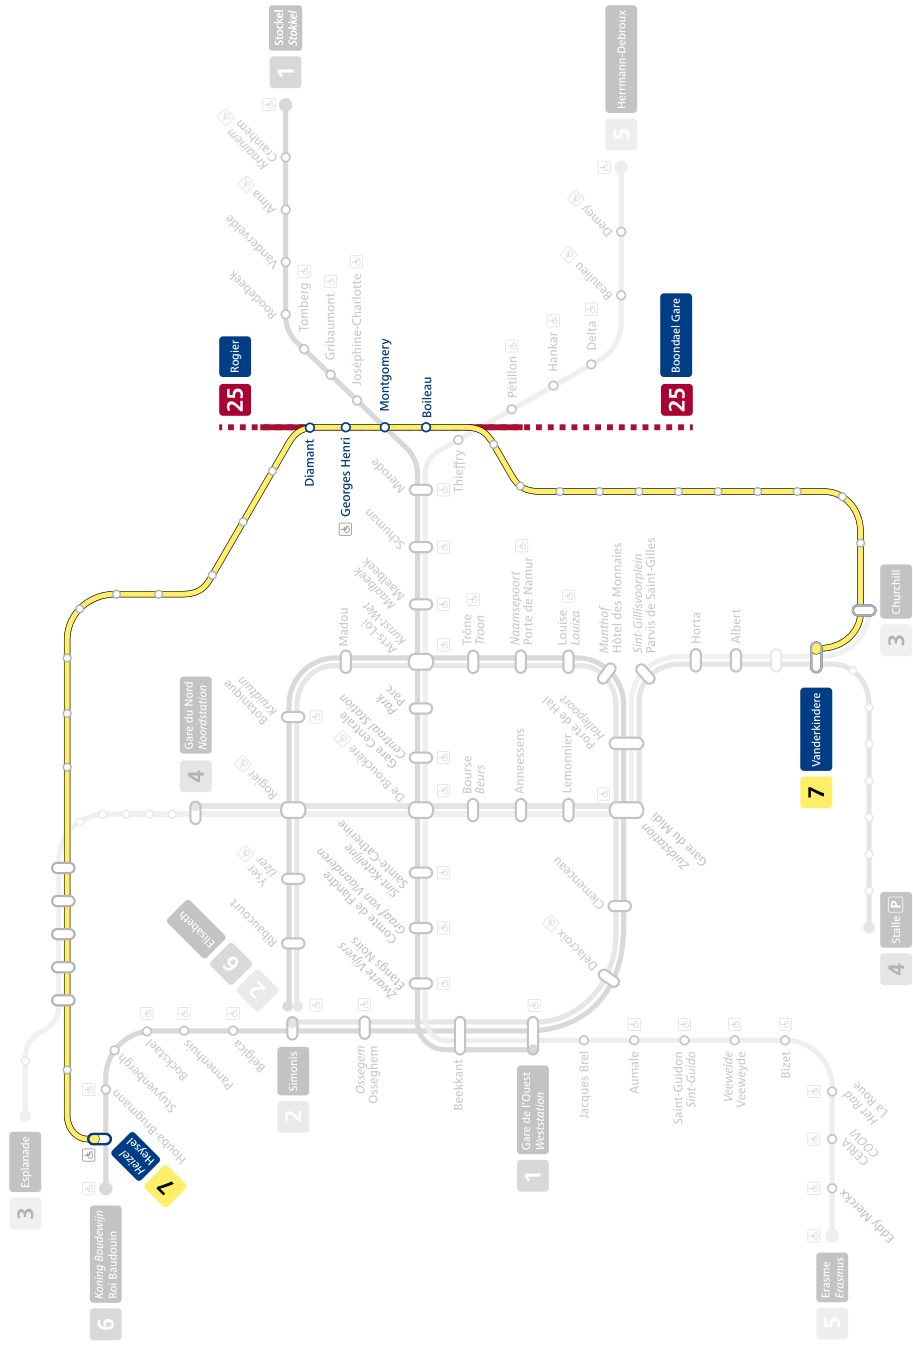 1
Stockel
Stokkel
Kraainem
Crainhem
Alma
Vandervelde
Roodebeek
Tomberg
Gribaumont
Joséphine-Charlotte
Montgomery
Boileau
Diamant
Georges Henri
25
Rogier
25
Boondael Gare
5
Herrmann-Debroux
Demey
Beaulieu
Delta
Hankar
Pétillon
Thieffry
Merode
Schuman
Maelbeek
Maalbeek
Arts-Loi
Kunst-Wet
Parc
Park
Gare Centrale
Centraal Station
De Brouckère
Sainte-Catherine
Sint-Katelijne
Comte de Flandre
Graaf van Vlaanderen
Étangs Noirs
Zwarte Vijvers
Madou
Botanique
Kruidtuin
Rogier
Yser
IJzer
Ribaucourt
2
6
Elisabeth
4
Gare du Nord
Noordstation
Trône
Troon
Naamsepoort
Porte de Namur
Louise
Louiza
Munthof
Hôtel des Monnaies
Sint-Gillisvoorplein
Parvis de Saint-Gilles
Horta
Albert
Porte de Hal
Hallepoort
Bourse
Beurs
Anneessens
Lemonnier
Zuidstation
Gare du Midi
Clemenceau
Delacroix
3
Churchill
7
Vanderkindere
4
Stalle P
3
Esplanade
7
Heizel
Heysel
6
Koning Boudewijn
Roi Baudouin
Houba-Brugmann
Stuyvenbergh
Bockstael
Pannenhuis
Belgica
2
Simonis
Ossegem
Osseghem
Beekkant
1
Gare de l'Ouest
Weststation
Jacques Brel
Aumale
Saint-Guidon
Sint-Guido
Veeweide
Veeweyde
Bizet
Het Rad
La Roue
CERIA
COOVI
Eddy Merckx
5
Erasme
Erasmus